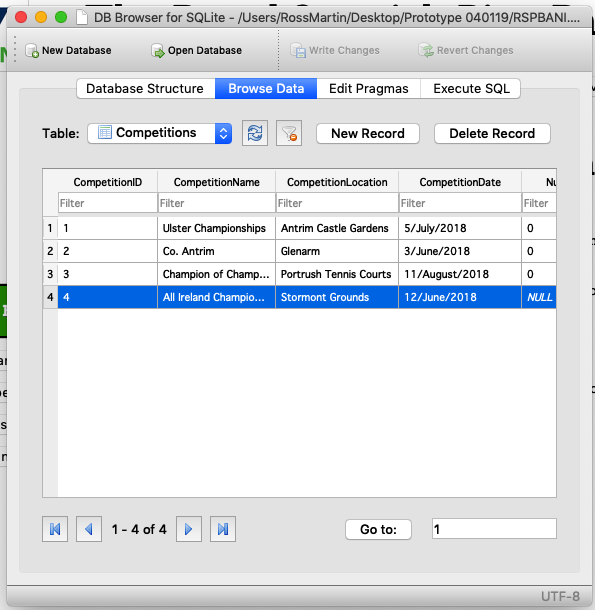 DB Browser for SQLite - /Users/RossMartin/Desktop/Prototype 040119/RSPBANI....
New Database Open Database Write Changes Revert Changes
Database Structure Browse Data Edit Pragmas Execute SQL
Table: Competitions New Record Delete Record
CompetitionID CompetitionName CompetitionLocation CompetitionDate Nu
Filter Filter Filter Filter Filter
1 1 Ulster Championships Antrim Castle Gardens 5/July/2018 0
2 2 Co. Antrim Glenarm 3/June/2018 0
3 3 Champion of Champ... Portrush Tennis Courts 11/August/2018 0
4 4 All Ireland Champio... Stormont Grounds 12/June/2018 NULL
1 - 4 of 4 Go to: 1
UTF-8